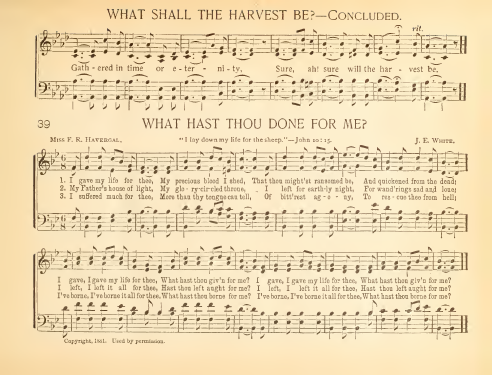 WHAT SHALL THE HARVEST BE?—CONCLUDED.
rit.
Gath - ered in time or e - ter - ni - ty, Sure, ah! sure will the har - vest be.
39 WHAT HAST THOU DONE FOR ME?
MISS F. R. HAVERGAL. "I lay down my life for the sheep."—John 10:15. J. E. WHITE.
1. I gave my life for thee, My precious blood I shed, That thou might'st ransomed be, And quickened from the dead;
2. My Father's house of light, My glo - ry-cir-cled throne, I left for earth-ly night, For wand'rings sad and lone;
3. I suffered much for thee, More than thy tongue can tell, Of bitt'rest ag - o - ny, To res - cue thee from hell;
I gave, I gave my life for thee, What hast thou giv'n for me? I gave, I gave my life for thee, What hast thou giv'n for me?
I left, I left it all for thee, Hast thou left aught for me? I left, I left it all for thee, Hast thou left aught for me?
I've borne, I've borne it all for thee, What hast thou borne for me? I've borne, I've borne it all for thee, What hast thou borne for me?
Copyright, Used by permission.